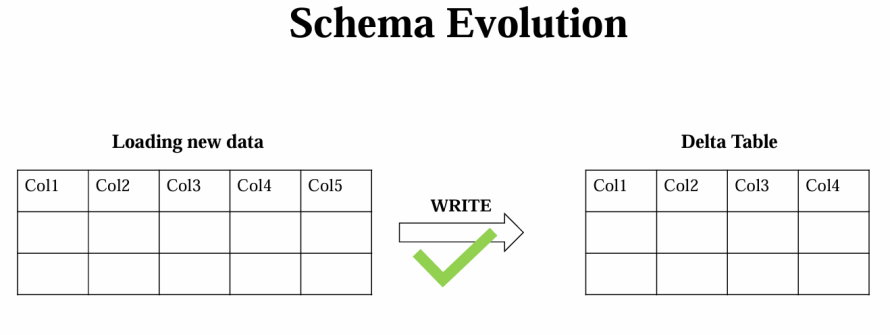 Schema Evolution
Loading new data
Delta Table
Col1 Col2 Col3 Col4 Col5
WRITE
Col1 Col2 Col3 Col4